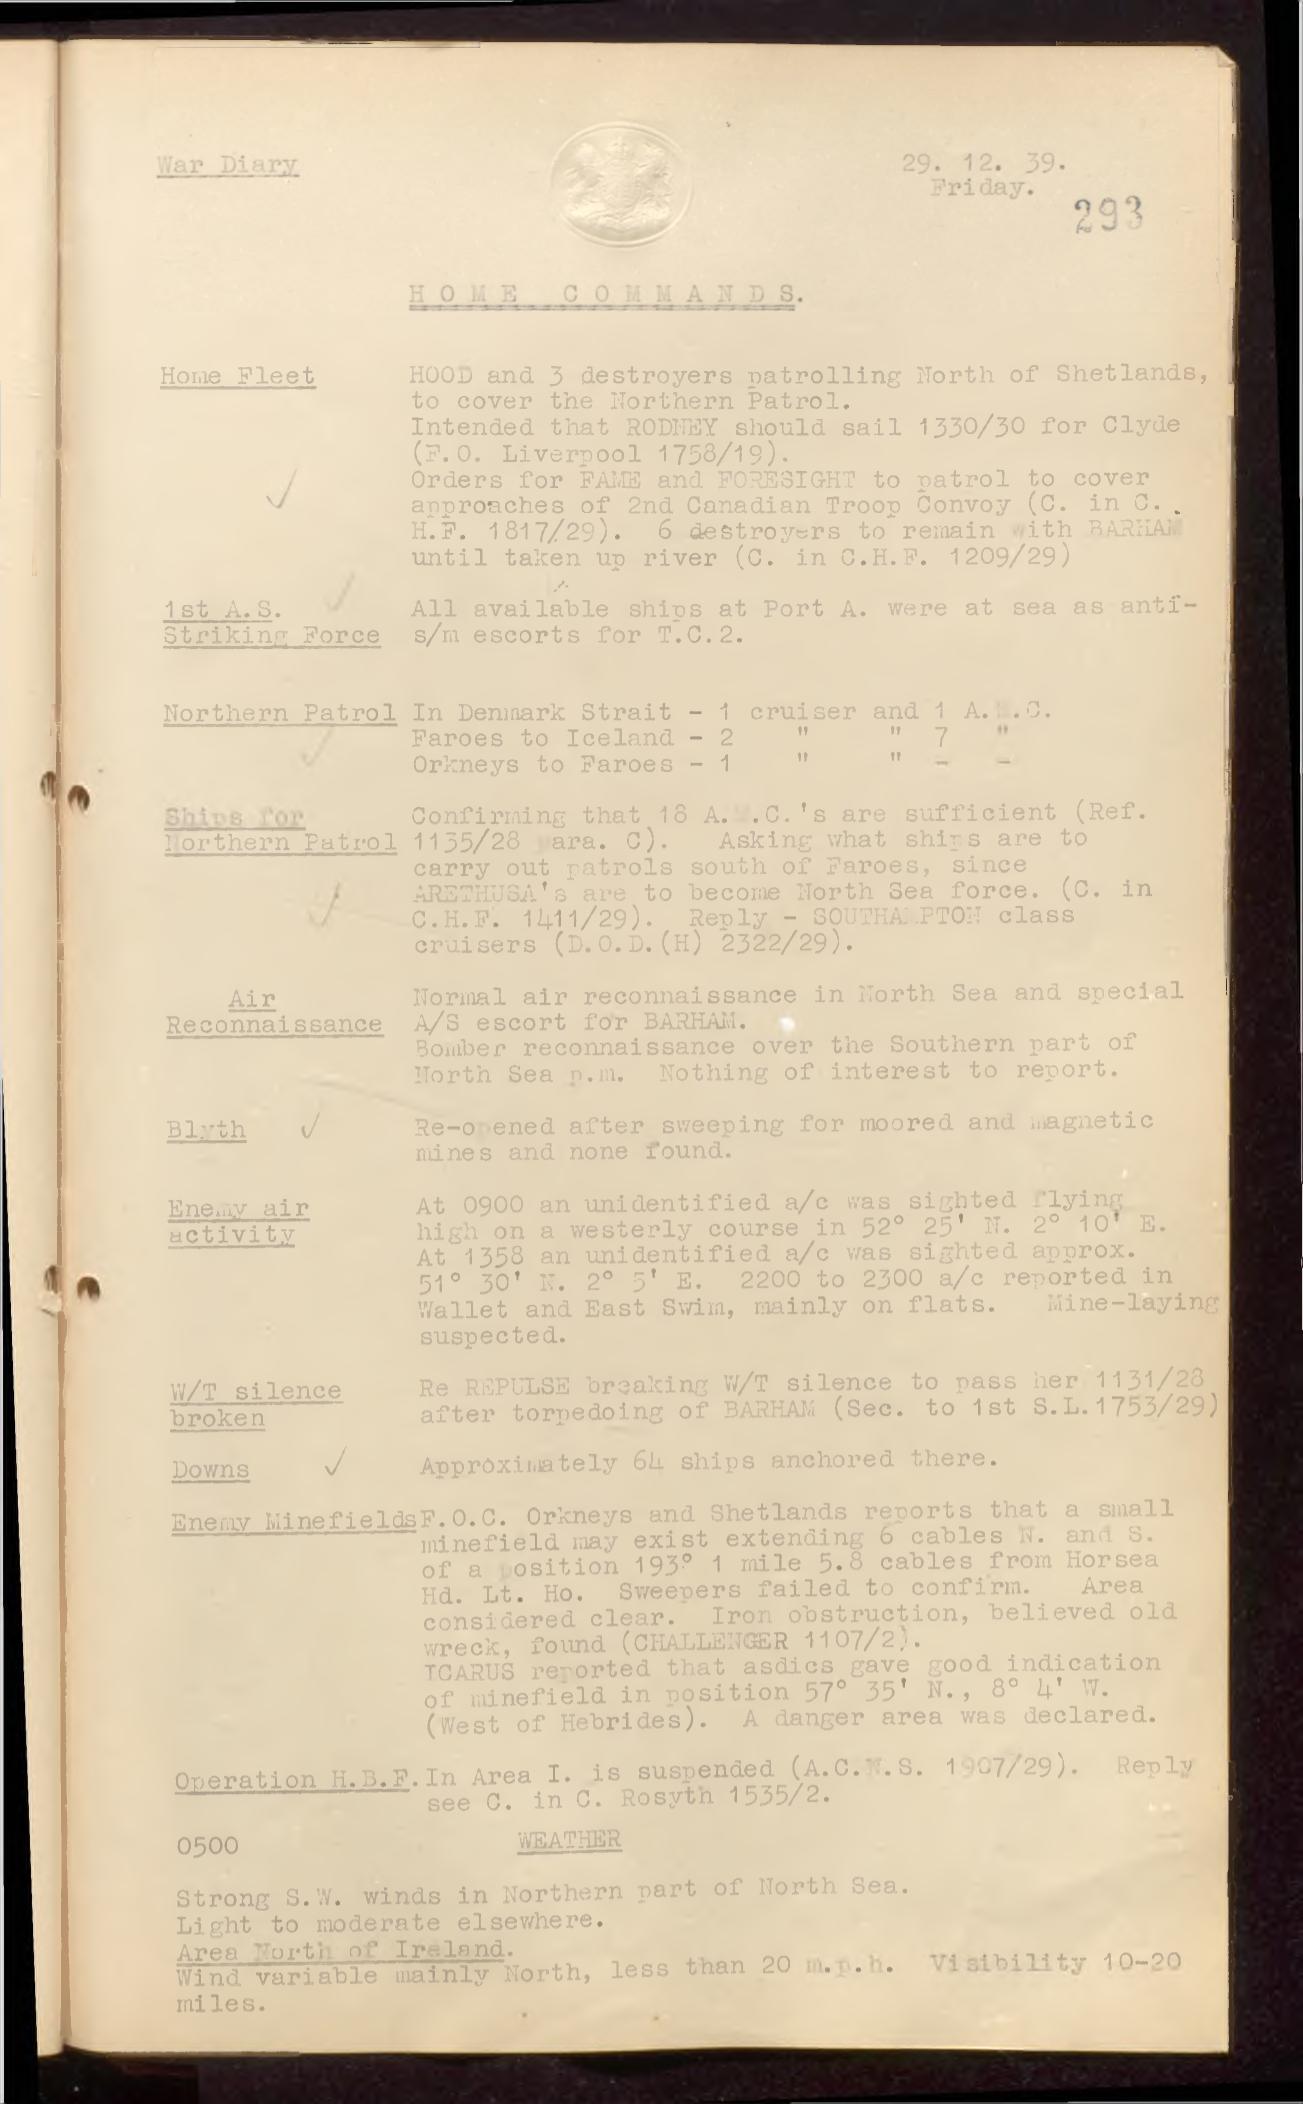 War Diary
29. 12. 39.
Friday.
293
HOME COMMANDS.
Home Fleet HOOD and 3 destroyers patrolling North of Shetlands,
to cover the Northern Patrol.
Intended that RODNEY should sail 1330/30 for Clyde
(F.O. Liverpool 1758/19).
Orders for FAME and FORESIGHT to patrol to cover
approaches of 2nd Canadian Troop Convoy (C. in C.
H.F. 1817/29). 6 destroyers to remain with BARHAM
until taken up river (C. in C.H.F. 1209/29)
1st A.S. All available ships at Port A. were at sea as anti-
Striking Force s/m escorts for T.C.2.
Northern Patrol In Denmark Strait - 1 cruiser and 1 A.M.C.
Faroes to Iceland - 2 " " 7 "
Orkneys to Faroes - 1 " " - -
Ships for Confirming that 18 A.M.C.'s are sufficient (Ref.
Northern Patrol 1135/28 para. C). Asking what ships are to
carry out patrols south of Faroes, since
ARETHUSA's are to become North Sea force. (C. in
C.H.F. 1411/29). Reply - SOUTHAMPTON class
cruisers (D.O.D.(H) 2322/29).
Air Normal air reconnaissance in North Sea and special
Reconnaissance A/S escort for BARHAM.
Bomber reconnaissance over the Southern part of
North Sea p.m. Nothing of interest to report.
Blyth Re-opened after sweeping for moored and magnetic
mines and none found.
Enemy air At 0900 an unidentified a/c was sighted flying
activity high on a westerly course in 52° 25' N. 2° 10' E.
At 1358 an unidentified a/c was sighted approx.
51° 30' N. 2° 5' E. 2200 to 2300 a/c reported in
Wallet and East Swim, mainly on flats. Mine-laying
suspected.
W/T silence Re REPULSE breaking W/T silence to pass her 1131/28
broken after torpedoing of BARHAM (Sec. to 1st S.L.1753/29)
Downs Approximately 64 ships anchored there.
Enemy Minefields F.O.C. Orkneys and Shetlands reports that a small
minefield may exist extending 6 cables N. and S.
of a position 193° 1 mile 5.8 cables from Horsea
Hd. Lt. Ho. Sweepers failed to confirm. Area
considered clear. Iron obstruction, believed old
wreck, found (CHALLENGER 1107/2).
ICARUS reported that asdics gave good indication
of minefield in position 57° 35' N., 8° 4' W.
(West of Hebrides). A danger area was declared.
Operation H.B.F. In Area I. is suspended (A.C.N.S. 1907/29). Reply
see C. in C. Rosyth 1535/2.
0500 WEATHER
Strong S.W. winds in Northern part of North Sea.
Light to moderate elsewhere.
Area North of Ireland.
Wind variable mainly North, less than 20 m.p.h. Visibility 10-20
miles.